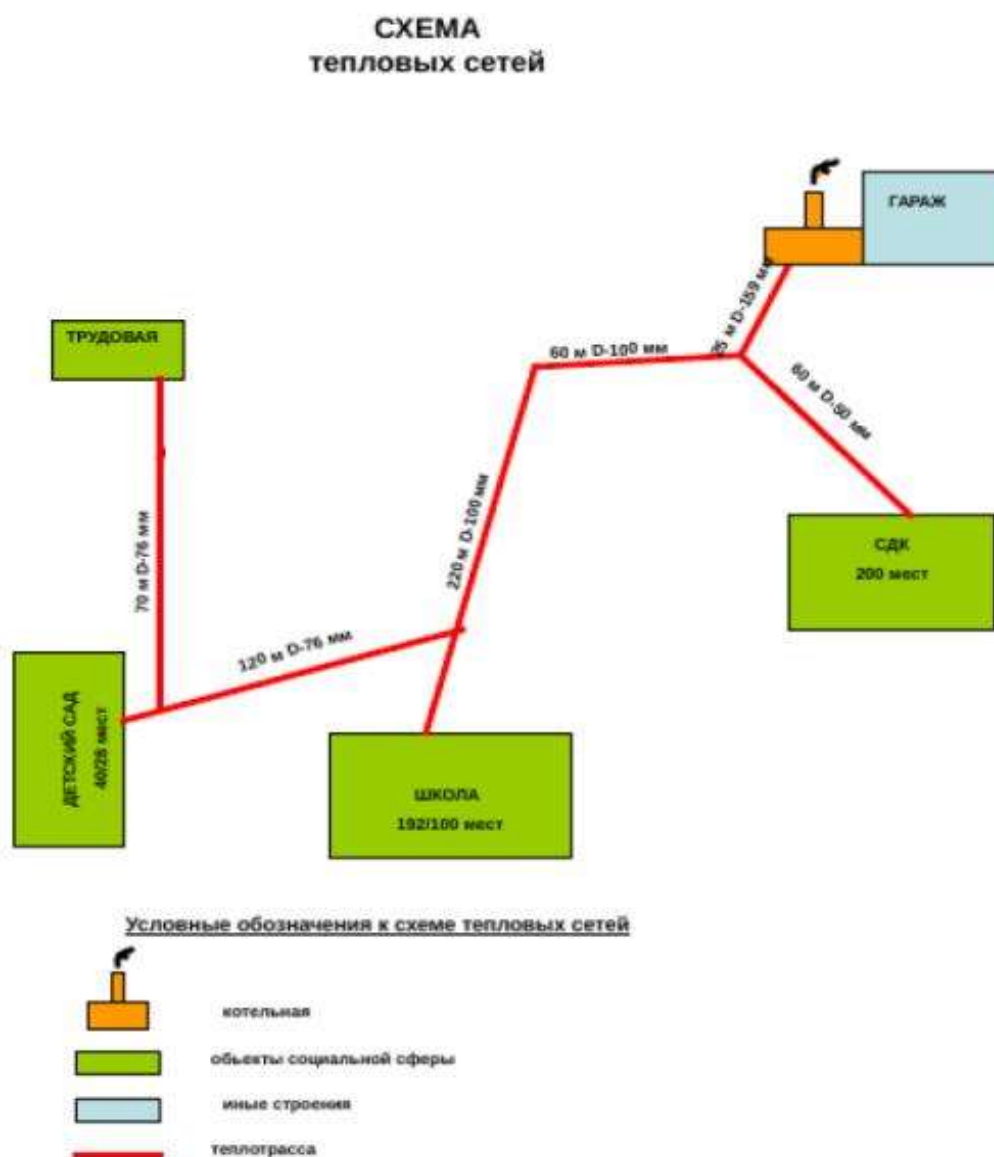 СХЕМА
тепловых сетей
ГАРАЖ
ТРУДОВАЯ
60 м D-100 мм
м D-159 мм
60 м D-50 мм
220 м D-100 мм
70 м D-76 мм
СДК
200 мест
120 м D-76 мм
ДЕТСКИЙ САД
40/28 мест
ШКОЛА
192/100 мест
Условные обозначения к схеме тепловых сетей
котельная
обьекты социальной сферы
иные строения
теплотрасса